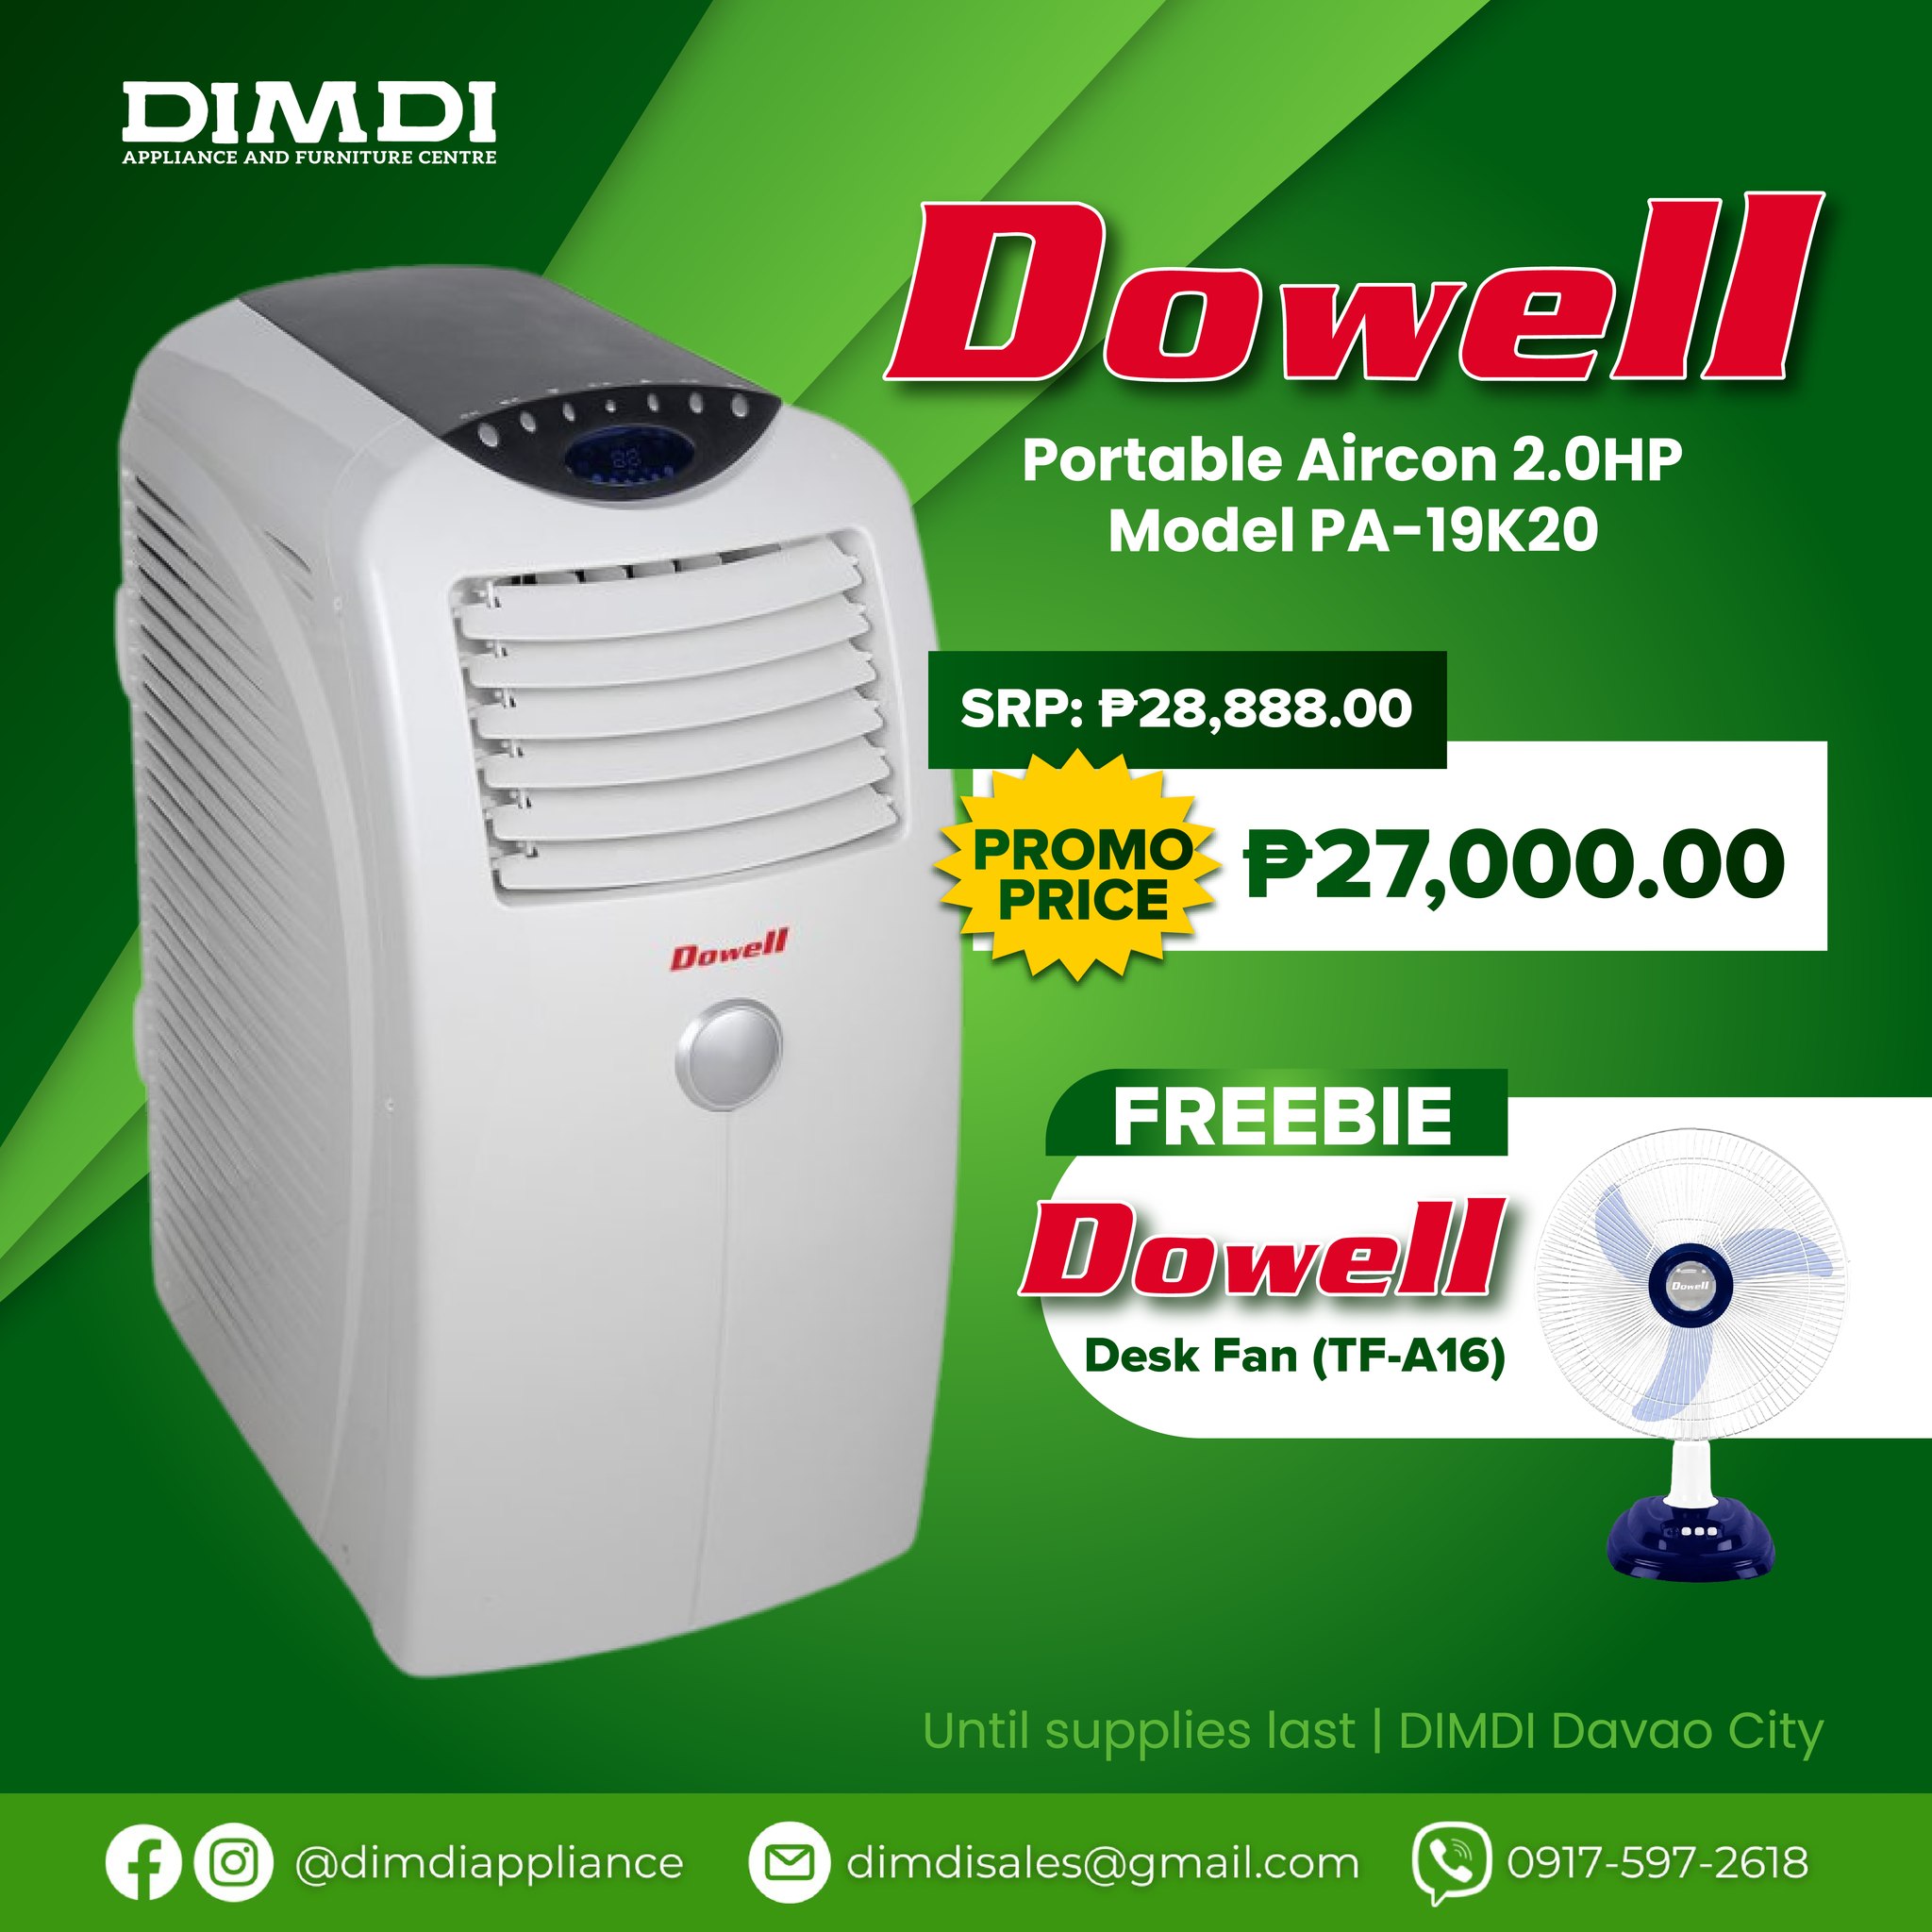 DIMDI
APPLIANCE AND FURNITURE CENTRE
Dowell
Portable Aircon 2.0HP
Model PA-19K20
SRP: ₱28,888.00
PROMO
PRICE
₱27,000.00
Dowell
FREEBIE
Dowell
Desk Fan (TF-A16)
Dowell
Until supplies last | DIMDI Davao City
@dimdiappliance
dimdisales@gmail.com
0917-597-2618